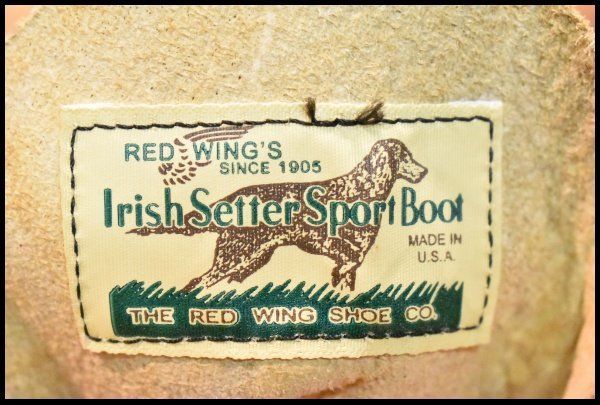 RED WING'S
SINCE 1905
Irish Setter Sport Boot
MADE IN
U.S.A.
THE RED WING SHOE CO.